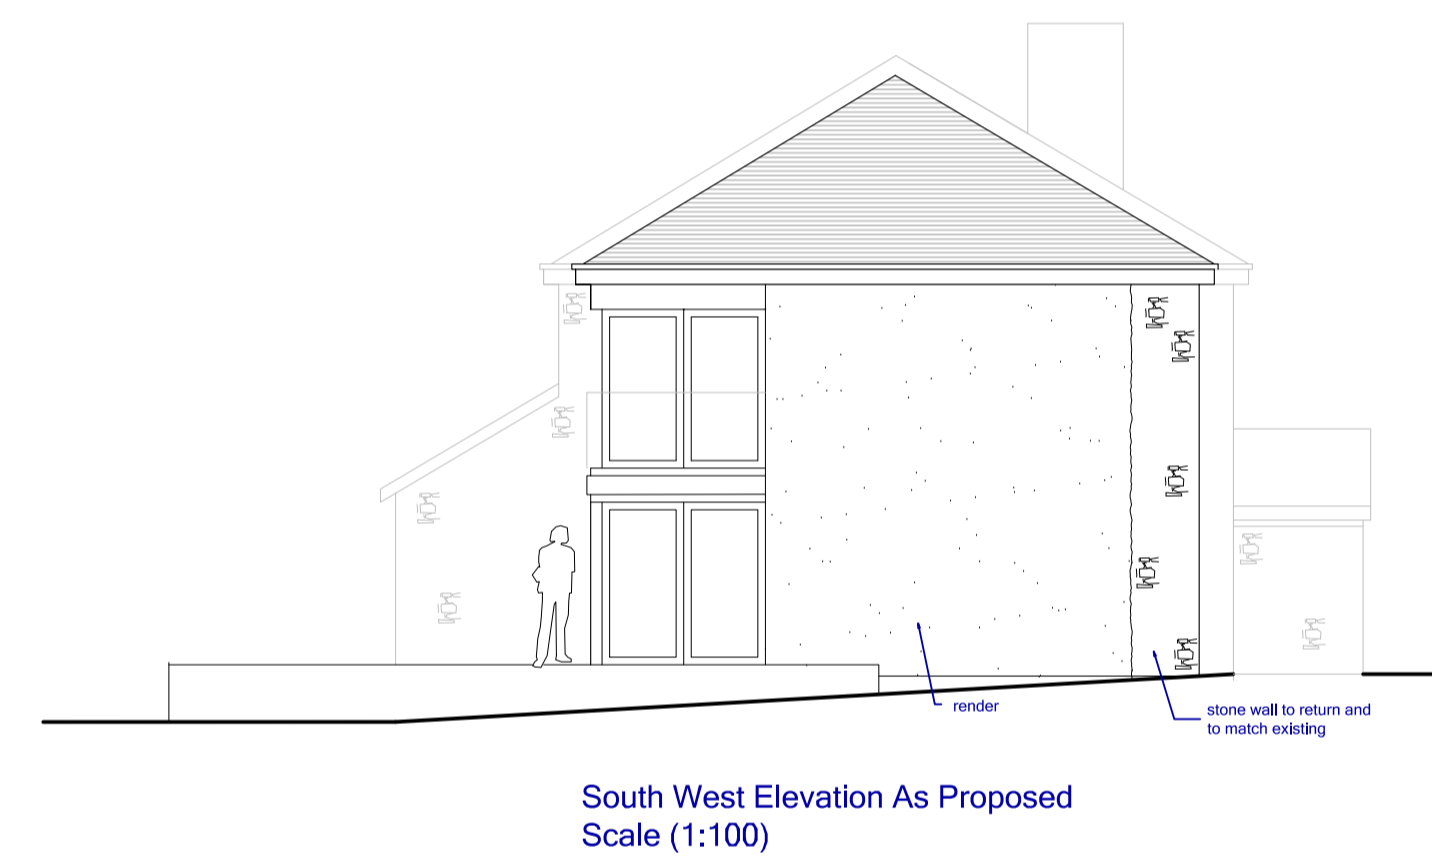 render
stone wall to return and
to match existing
South West Elevation As Proposed
Scale (1:100)